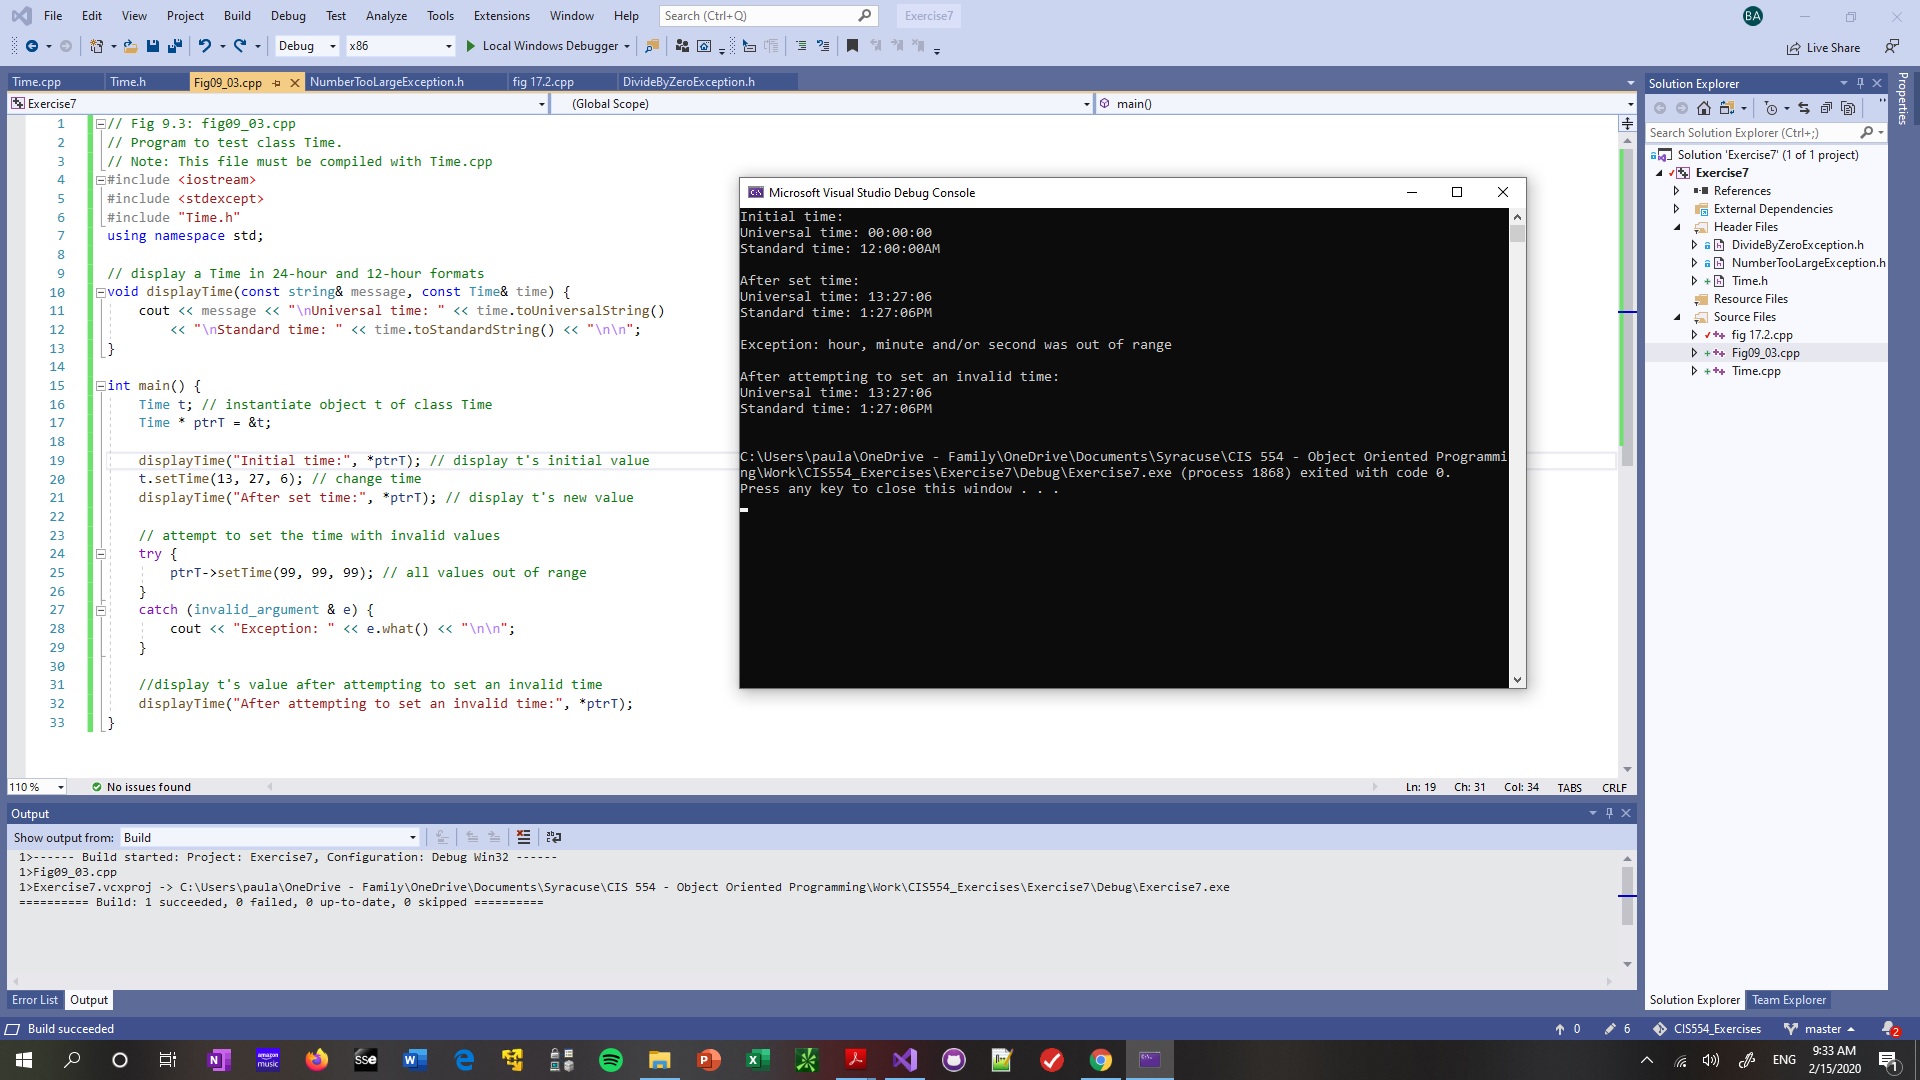 File Edit View Project Build Debug Test Analyze Tools Extensions Window Help Search (Ctrl+Q) Exercise7 BA
Debug x86 Local Windows Debugger Live Share
Time.cpp Time.h Fig09_03.cpp NumberTooLargeException.h fig 17.2.cpp DivideByZeroException.h
Exercise7 (Global Scope) main()
1 // Fig 9.3: fig09_03.cpp
2 // Program to test class Time.
3 // Note: This file must be compiled with Time.cpp
4 #include <iostream>
5 #include <stdexcept>
6 #include "Time.h"
7 using namespace std;
8
9 // display a Time in 24-hour and 12-hour formats
10 void displayTime(const string& message, const Time& time) {
11 cout << message << "\nUniversal time: " << time.toUniversalString()
12 << "\nStandard time: " << time.toStandardString() << "\n\n";
13 }
14
15 int main() {
16 Time t; // instantiate object t of class Time
17 Time * ptrT = &t;
18
19 displayTime("Initial time:", *ptrT); // display t's initial value
20 t.setTime(13, 27, 6); // change time
21 displayTime("After set time:", *ptrT); // display t's new value
22
23 // attempt to set the time with invalid values
24 try {
25 ptrT->setTime(99, 99, 99); // all values out of range
26 }
27 catch (invalid_argument & e) {
28 cout << "Exception: " << e.what() << "\n\n";
29 }
30
31 //display t's value after attempting to set an invalid time
32 displayTime("After attempting to set an invalid time:", *ptrT);
33 }
110 % No issues found Ln: 19 Ch: 31 Col: 34 TABS CRLF
Microsoft Visual Studio Debug Console
Initial time:
Universal time: 00:00:00
Standard time: 12:00:00AM
After set time:
Universal time: 13:27:06
Standard time: 1:27:06PM
Exception: hour, minute and/or second was out of range
After attempting to set an invalid time:
Universal time: 13:27:06
Standard time: 1:27:06PM
C:\Users\paula\OneDrive - Family\OneDrive\Documents\Syracuse\CIS 554 - Object Oriented Programmi
ng\Work\CIS554_Exercises\Exercise7\Debug\Exercise7.exe (process 1868) exited with code 0.
Press any key to close this window . . .
Solution Explorer
Search Solution Explorer (Ctrl+;)
Solution 'Exercise7' (1 of 1 project)
Exercise7
References
External Dependencies
Header Files
DivideByZeroException.h
NumberTooLargeException.h
Time.h
Resource Files
Source Files
fig 17.2.cpp
Fig09_03.cpp
Time.cpp
Properties
Output
Show output from: Build
1>------ Build started: Project: Exercise7, Configuration: Debug Win32 ------
1>Fig09_03.cpp
1>Exercise7.vcxproj -> C:\Users\paula\OneDrive - Family\OneDrive\Documents\Syracuse\CIS 554 - Object Oriented Programming\Work\CIS554_Exercises\Exercise7\Debug\Exercise7.exe
========== Build: 1 succeeded, 0 failed, 0 up-to-date, 0 skipped ==========
Error List Output
Solution Explorer Team Explorer
Build succeeded 0 6 CIS554_Exercises master 2
amazon music SSe ENG 9:33 AM
2/15/2020 1